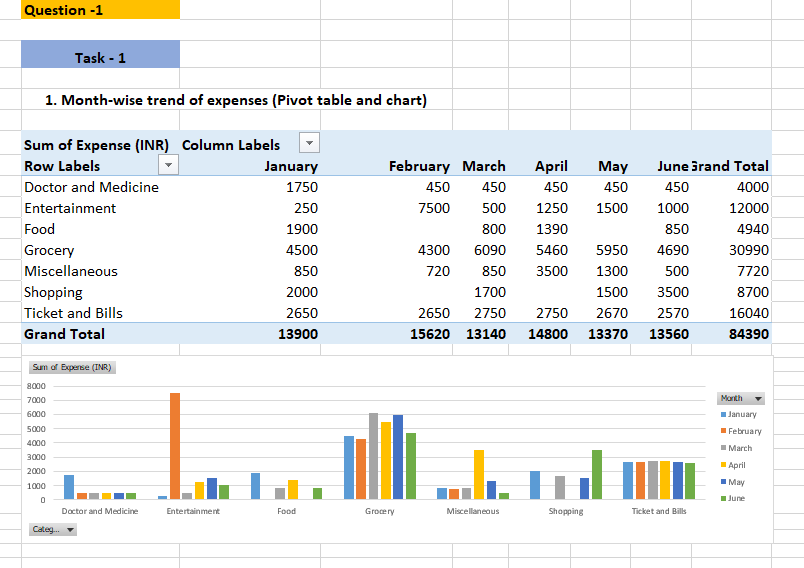 Question -1
Task - 1
1. Month-wise trend of expenses (Pivot table and chart)
Sum of Expense (INR) Column Labels
Row Labels January February March April May June Grand Total
Doctor and Medicine 1750 450 450 450 450 450 4000
Entertainment 250 7500 500 1250 1500 1000 12000
Food 1900 800 1390 850 4940
Grocery 4500 4300 6090 5460 5950 4690 30990
Miscellaneous 850 720 850 3500 1300 500 7720
Shopping 2000 1700 1500 3500 8700
Ticket and Bills 2650 2650 2750 2750 2670 2570 16040
Grand Total 13900 15620 13140 14800 13370 13560 84390
Sum of Expense (INR)
8000
7000
6000
5000
4000
3000
2000
1000
0
Doctor and Medicine Entertainment Food Grocery Miscellaneous Shopping Ticket and Bills
Month
January
February
March
April
May
June
Categ...